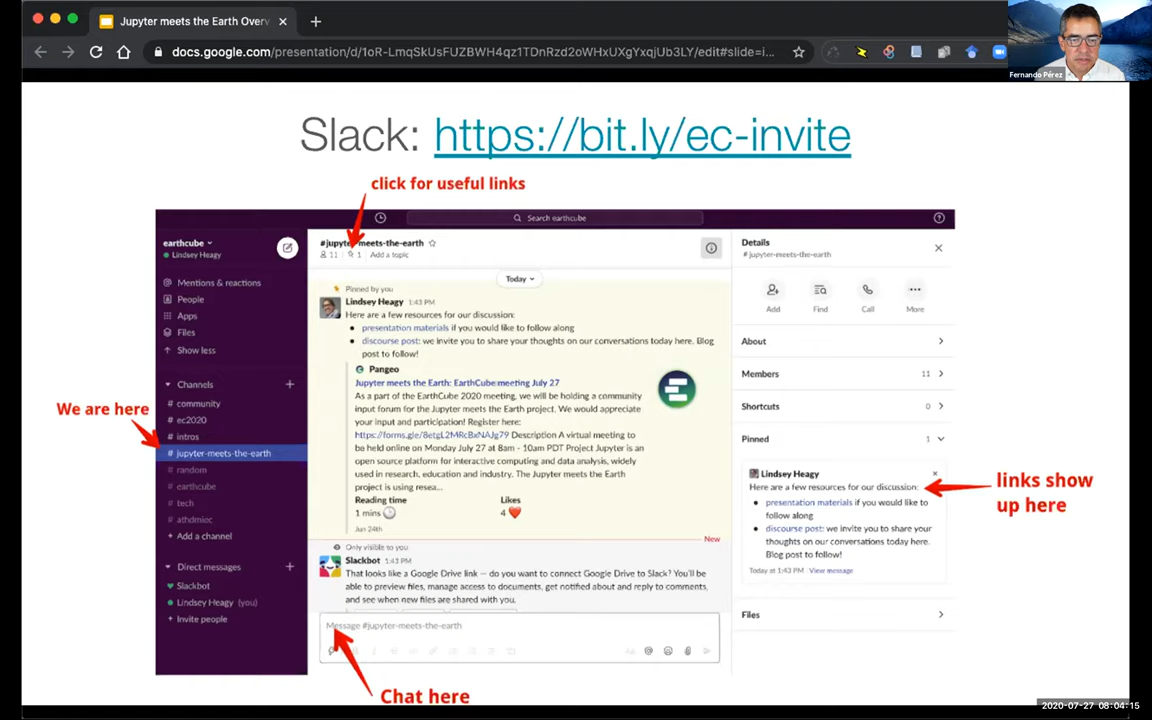 Jupyter meets the Earth Overv
docs.google.com/presentation/d/1oR-LmqSkUsFUZBWH4qz1TDnRzd2oWHxUXgYxqjUb3LY/edit#slide=i...
Fernando Pérez
Slack: https://bit.ly/ec-invite
click for useful links
Search earthcube
earthcube
Lindsey Heagy
Mentions & reactions
People
Apps
Files
Show less
Channels
# community
# ec2020
# intros
# jupyter-meets-the-earth
# random
# earthcube
# tech
# athdmioc
+ Add a channel
Direct messages
Slackbot
Lindsey Heagy (you)
+ Invite people
We are here
#jupyter-meets-the-earth
11 1 Add a topic
Today
Pinned by you
Lindsey Heagy 1:43 PM
Here are a few resources for our discussion:
• presentation materials if you would like to follow along
• discourse post: we invite you to share your thoughts on our conversations today here. Blog
post to follow!
Pangeo
Jupyter meets the Earth: EarthCube meeting July 27
As a part of the EarthCube 2020 meeting, we will be holding a community
input forum for the Jupyter meets the Earth project. We would appreciate
your input and participation! Register here:
https://forms.gle/8etgL2MRcBxNAJg79 Description A virtual meeting to
be held online on Monday July 27 at 8am - 10am PDT Project Jupyter is an
open source platform for interactive computing and data analysis, widely
used in research, education and industry. The Jupyter meets the Earth
project is using resea...
Reading time Likes
1 mins 4
Jun 24th
New
Only visible to you
Slackbot 1:43 PM
That looks like a Google Drive link — do you want to connect Google Drive to Slack? You'll be
able to preview files, manage access to documents, get notified about and reply to comments,
and see when new files are shared with you.
Message #jupyter-meets-the-earth
Chat here
Details
#jupyter-meets-the-earth
Add Find Call More
About
Members 11
Shortcuts 0
Pinned 1
Lindsey Heagy
Here are a few resources for our discussion:
• presentation materials if you would like to
follow along
• discourse post: we invite you to share your
thoughts on our conversations today here.
Blog post to follow!
Today at 1:43 PM View message
Files
links show
up here
2020-07-27 08:04:15